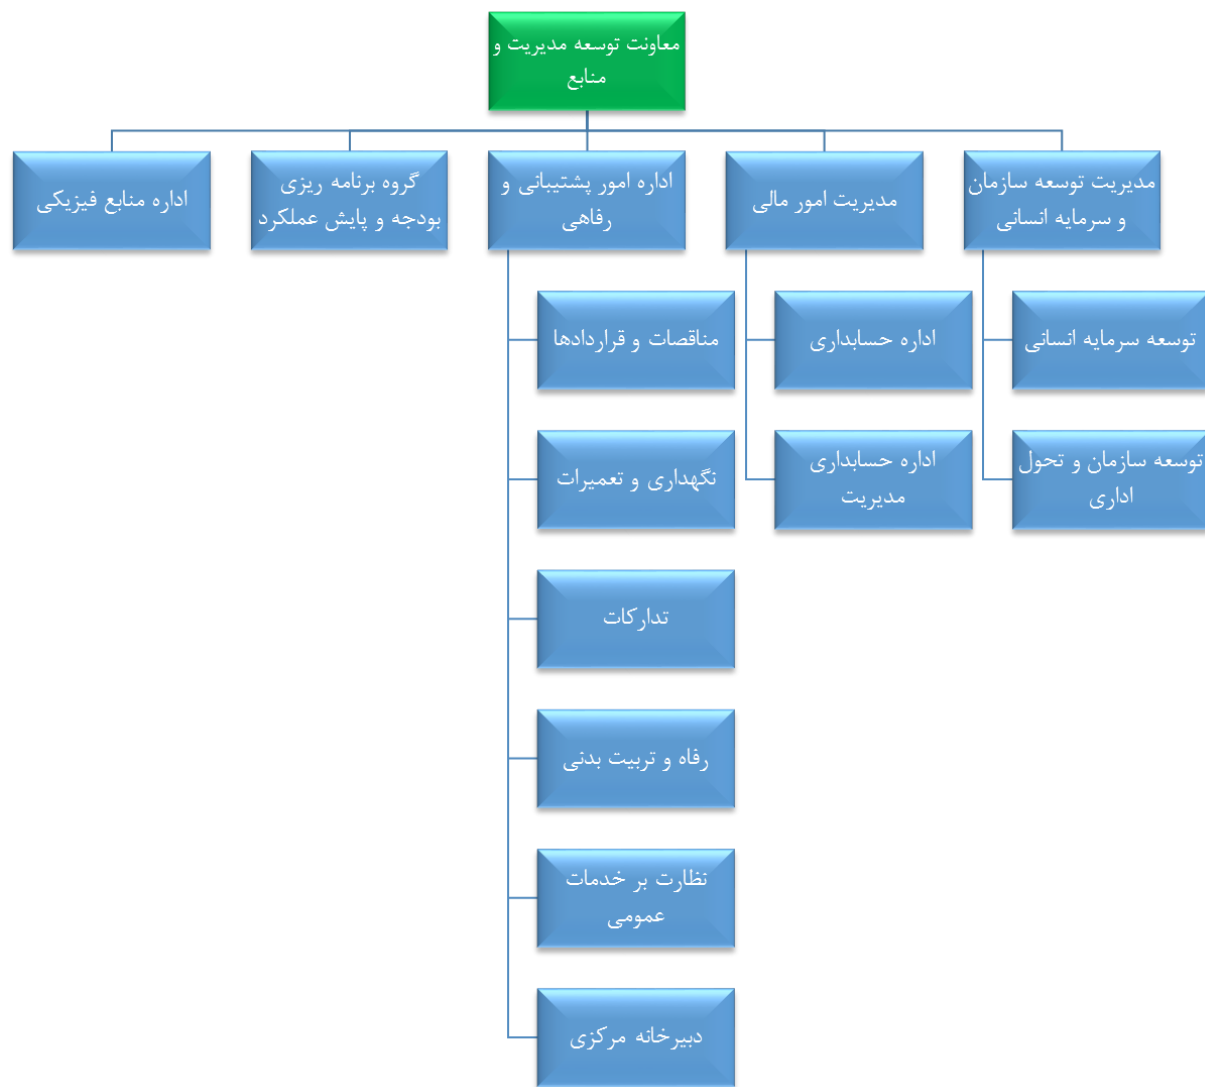 معاونت توسعه مدیریت و
منابع
مدیریت توسعه سازمان
و سرمایه انسانی
مدیریت امور مالی
اداره امور پشتیبانی و
رفاهی
گروه برنامه ریزی
بودجه و پایش عملکرد
اداره منابع فیزیکی
توسعه سرمایه انسانی
توسعه سازمان و تحول
اداری
اداره حسابداری
اداره حسابداری
مدیریت
مناقصات و قراردادها
نگهداری و تعمیرات
تدارکات
رفاه و تربیت بدنی
نظارت بر خدمات
عمومی
دبیرخانه مرکزی